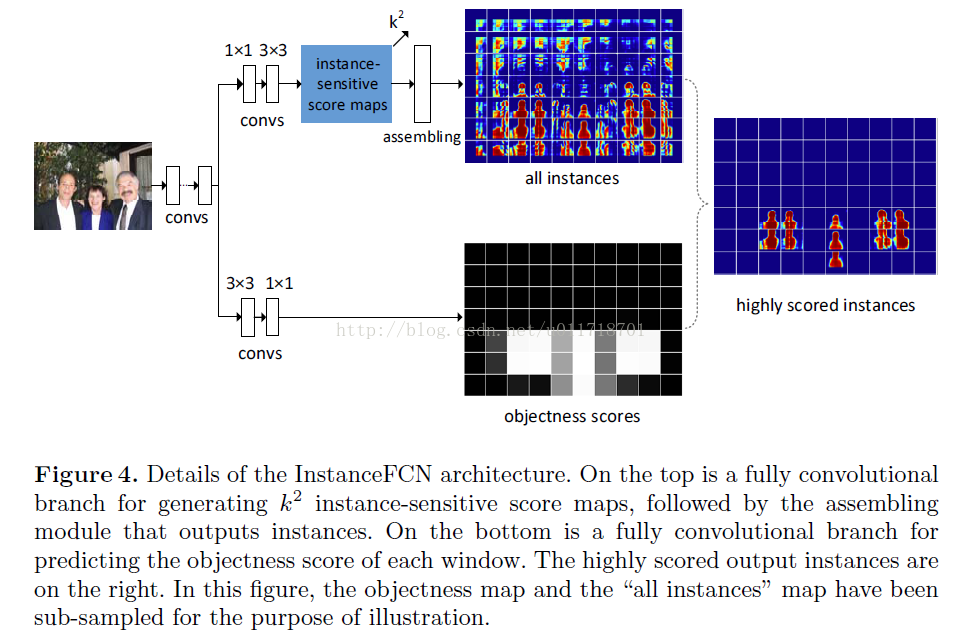 k²
1×1 3×3
instance-
sensitive
score maps
convs
assembling
all instances
convs
highly scored instances
3×3 1×1
http://blog.csdn.net/u011718701
convs
objectness scores
Figure 4. Details of the InstanceFCN architecture. On the top is a fully convolutional
branch for generating k² instance-sensitive score maps, followed by the assembling
module that outputs instances. On the bottom is a fully convolutional branch for
predicting the objectness score of each window. The highly scored output instances are
on the right. In this figure, the objectness map and the “all instances” map have been
sub-sampled for the purpose of illustration.